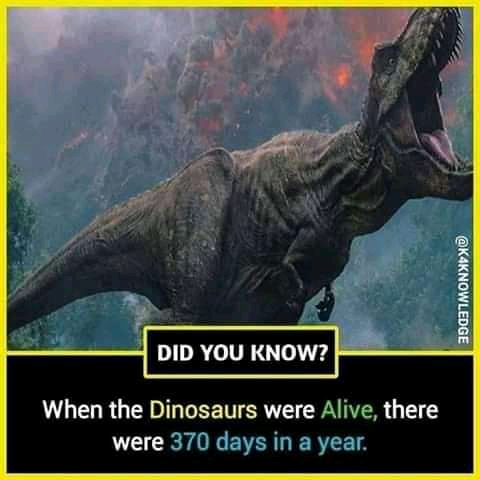 @K4KNOWLEDGE
DID YOU KNOW?
When the Dinosaurs were Alive, there
were 370 days in a year.